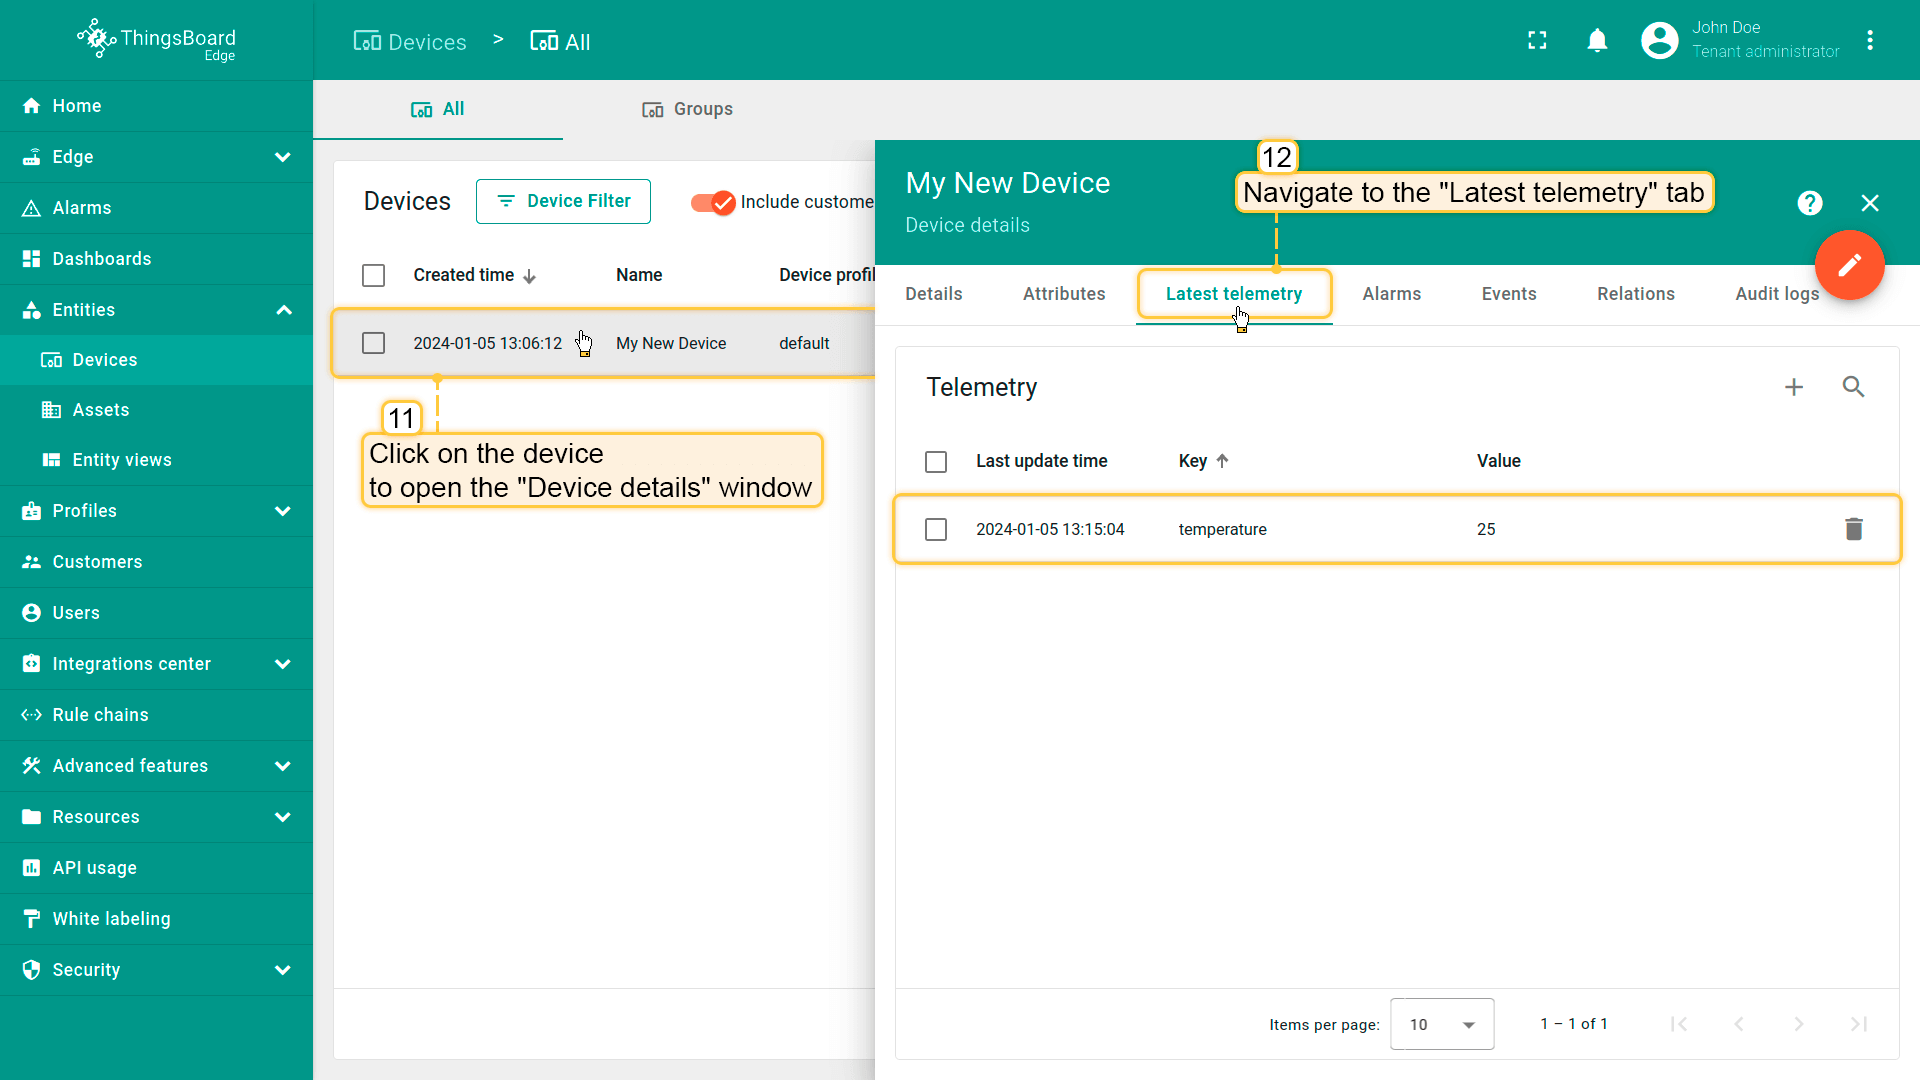 ThingsBoard
Edge
Devices > All
John Doe
Tenant administrator
Home
Edge
Alarms
Dashboards
Entities
Devices
Assets
Entity views
Profiles
Customers
Users
Integrations center
Rule chains
Advanced features
Resources
API usage
White labeling
Security
All
Groups
Devices
Device Filter
Include custome
Created time
Name
Device profil
2024-01-05 13:06:12
My New Device
default
11
Click on the device
to open the "Device details" window
My New Device
Device details
12
Navigate to the "Latest telemetry" tab
Details
Attributes
Latest telemetry
Alarms
Events
Relations
Audit logs
Telemetry
Last update time
Key
Value
2024-01-05 13:15:04
temperature
25
Items per page:
10
1 – 1 of 1